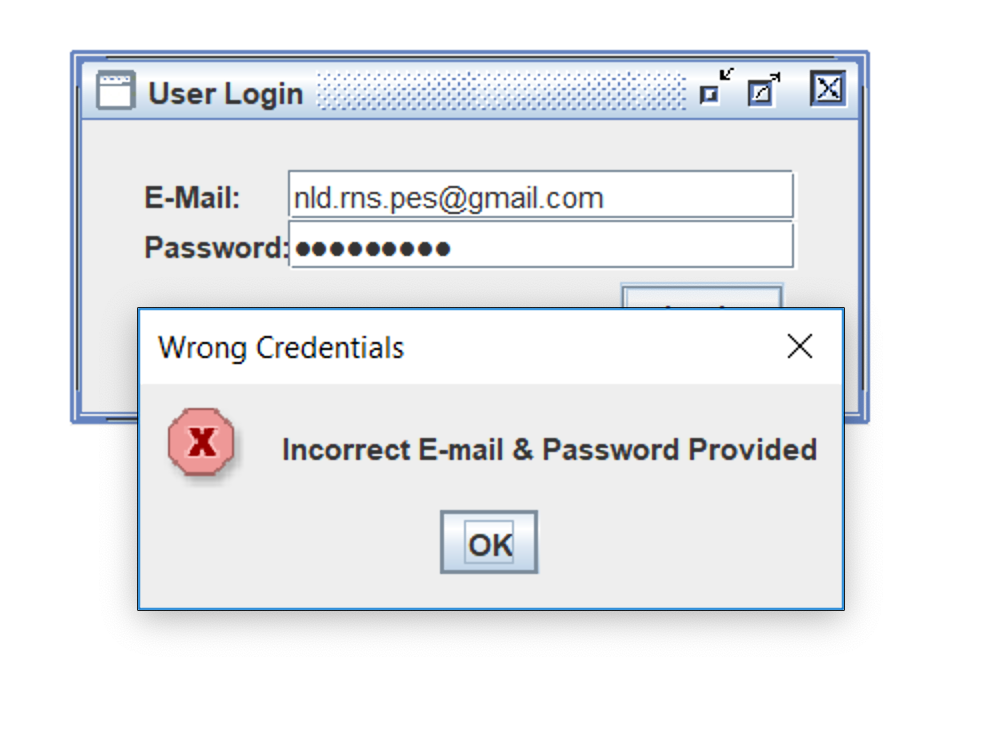 User Login
E-Mail: nld.rns.pes@gmail.com
Password: •••••••••
Wrong Credentials
Incorrect E-mail & Password Provided
OK